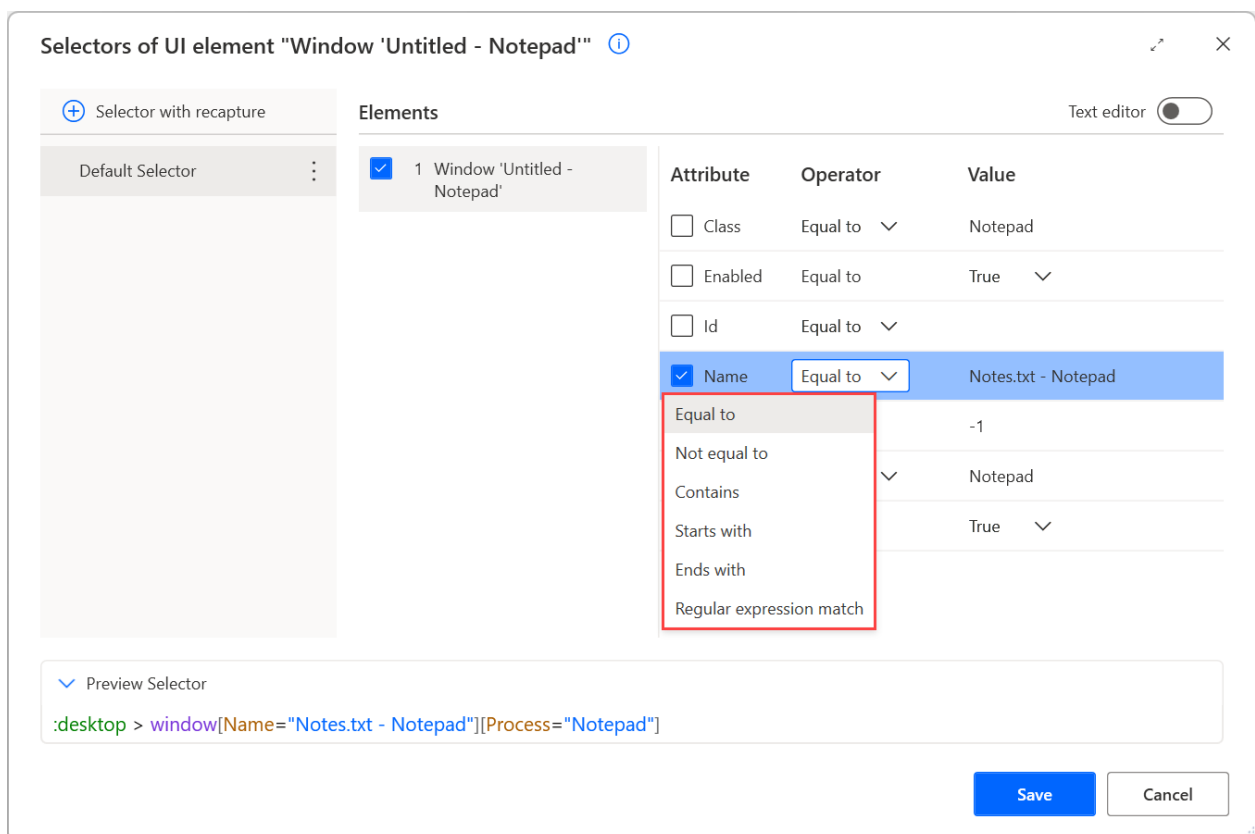 Selectors of UI element "Window 'Untitled - Notepad'"
Selector with recapture
Elements
Text editor
Default Selector
1 Window 'Untitled -
Notepad'
Attribute Operator Value
Class Equal to Notepad
Enabled Equal to True
Id Equal to
Name Equal to Notes.txt - Notepad
Equal to
-1
Not equal to
Notepad
Contains
Starts with
True
Ends with
Regular expression match
Preview Selector
:desktop > window[Name="Notes.txt - Notepad"][Process="Notepad"]
Save
Cancel